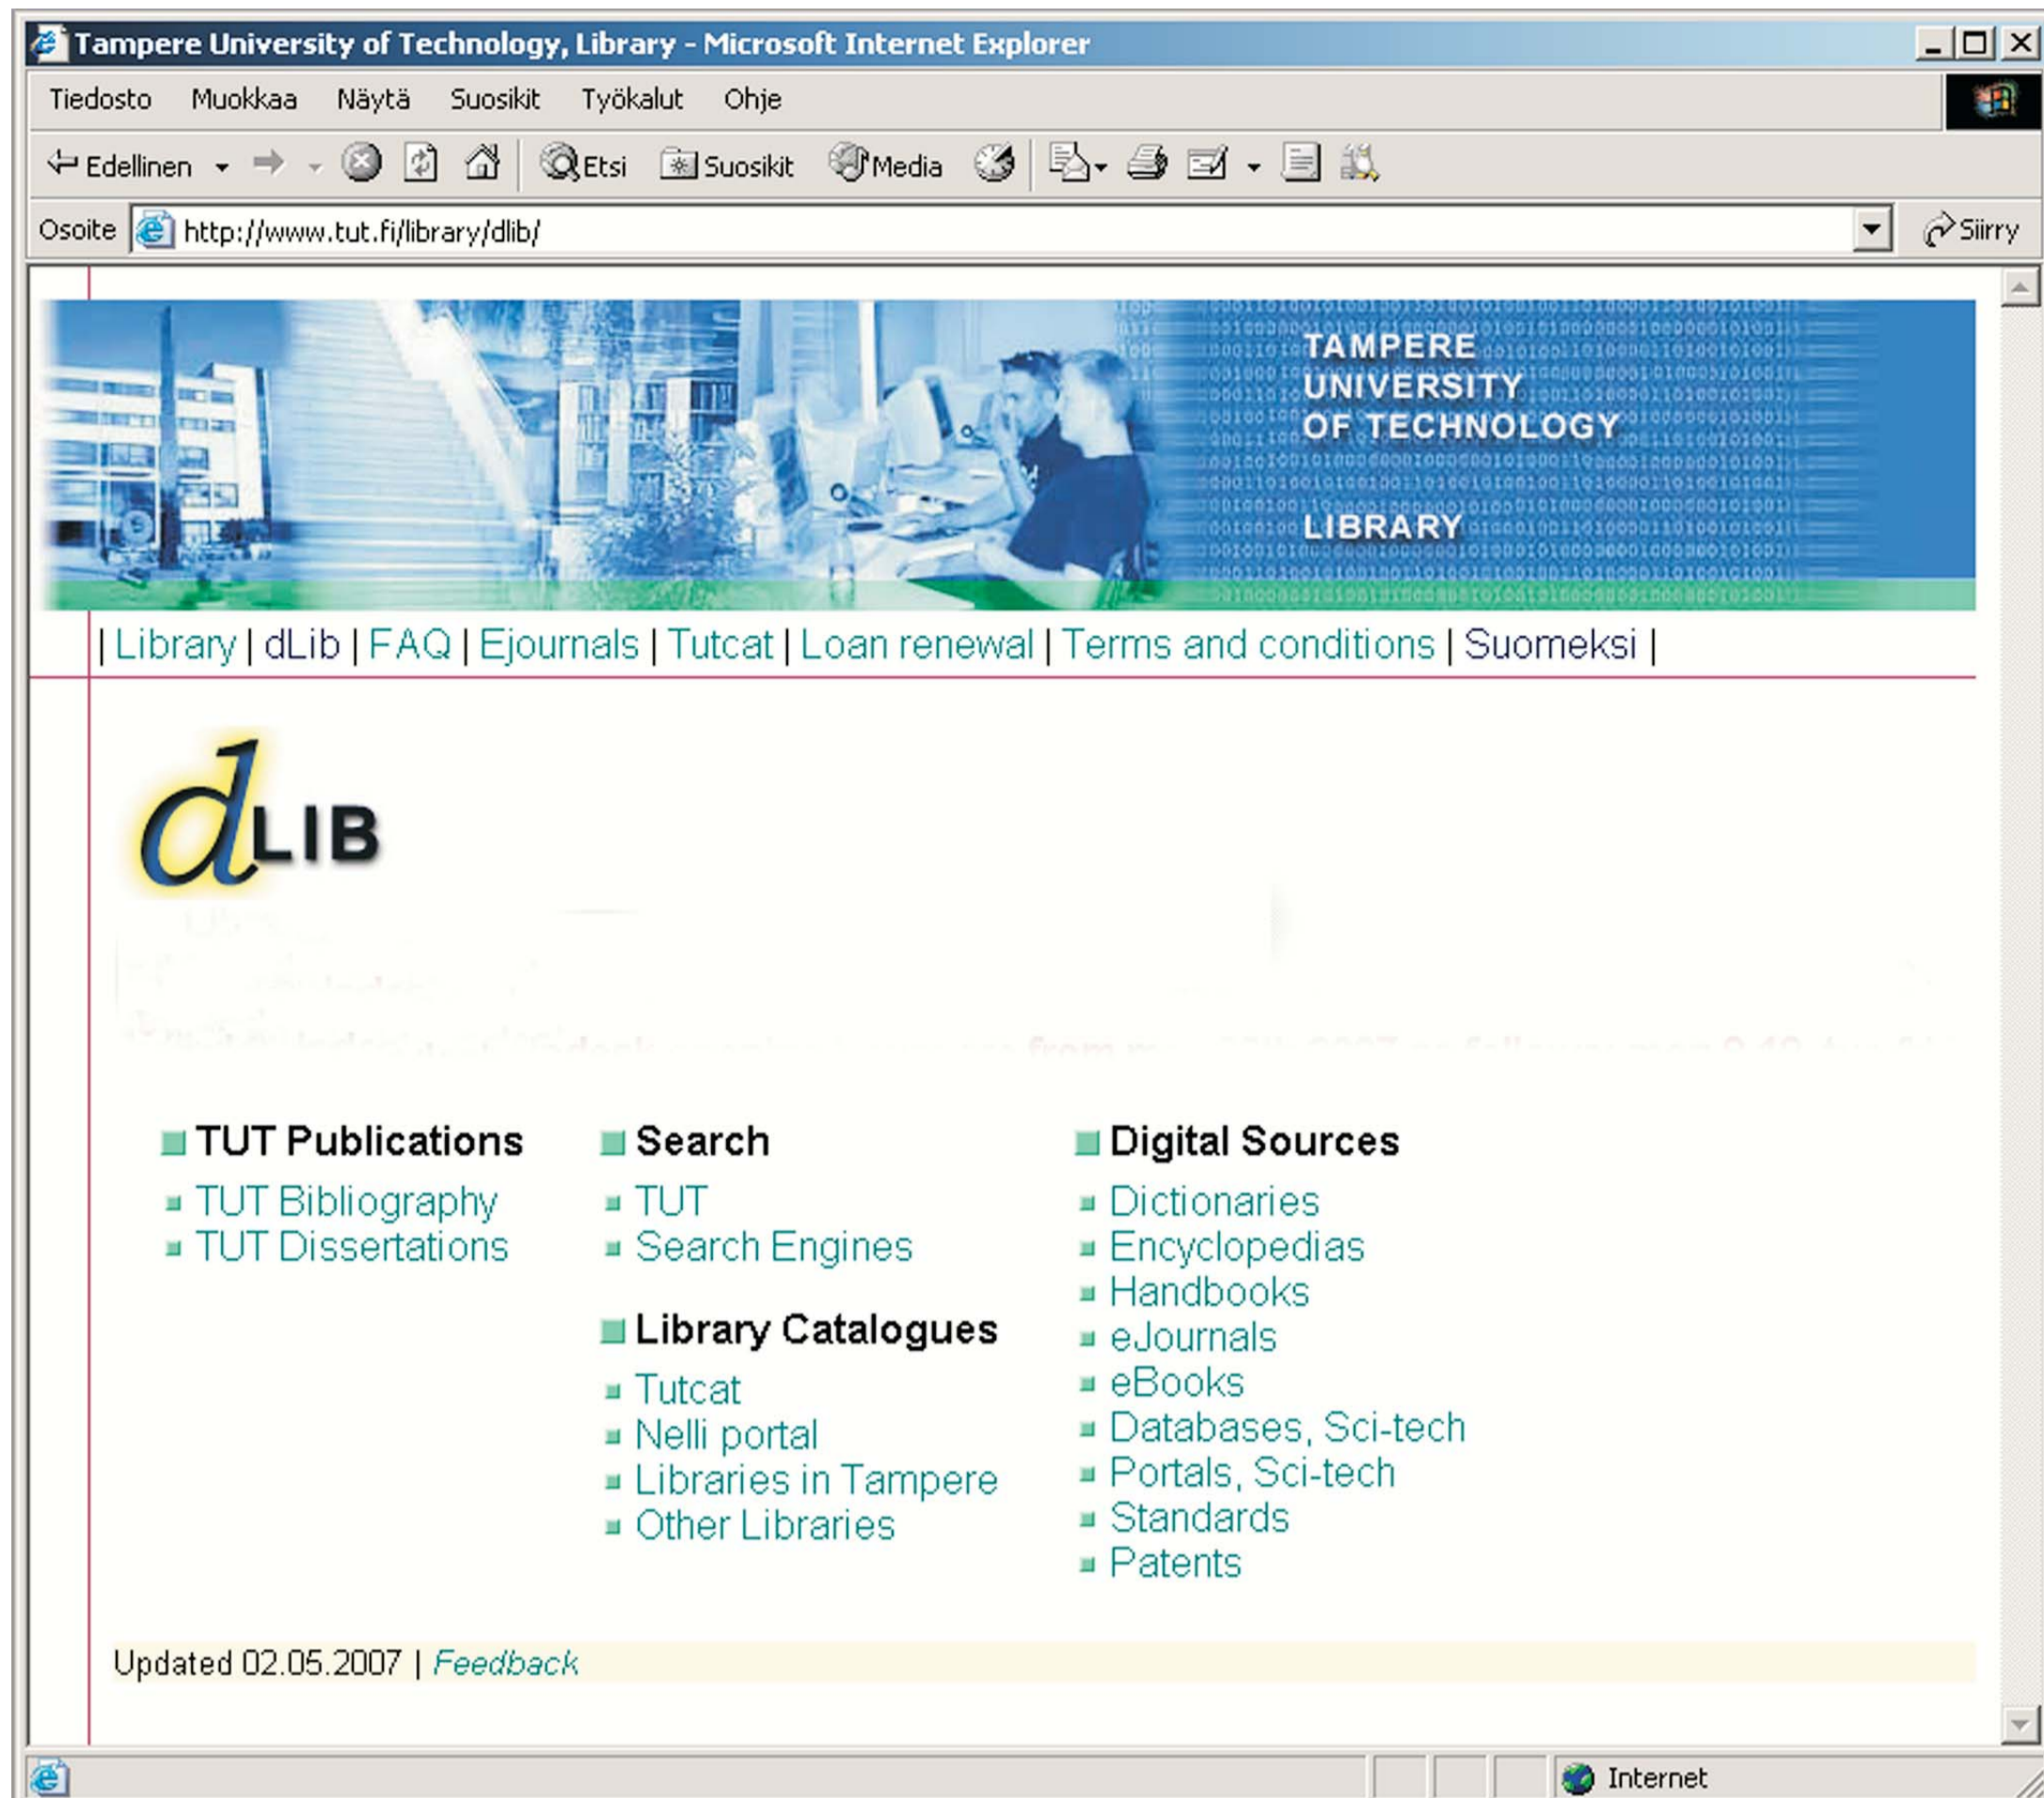 Tampere University of Technology, Library - Microsoft Internet Explorer
Tiedosto Muokkaa Näytä Suosikit Työkalut Ohje
Edellinen Etsi Suosikit Media
Osoite http://www.tut.fi/library/dlib/ Siirry
TAMPERE
UNIVERSITY
OF TECHNOLOGY
LIBRARY
| Library | dLib | FAQ | Ejournals | Tutcat | Loan renewal | Terms and conditions | Suomeksi |
dLIB
from
TUT Publications
TUT Bibliography
TUT Dissertations
Search
TUT
Search Engines
Library Catalogues
Tutcat
Nelli portal
Libraries in Tampere
Other Libraries
Digital Sources
Dictionaries
Encyclopedias
Handbooks
eJournals
eBooks
Databases, Sci-tech
Portals, Sci-tech
Standards
Patents
Updated 02.05.2007 | Feedback
Internet